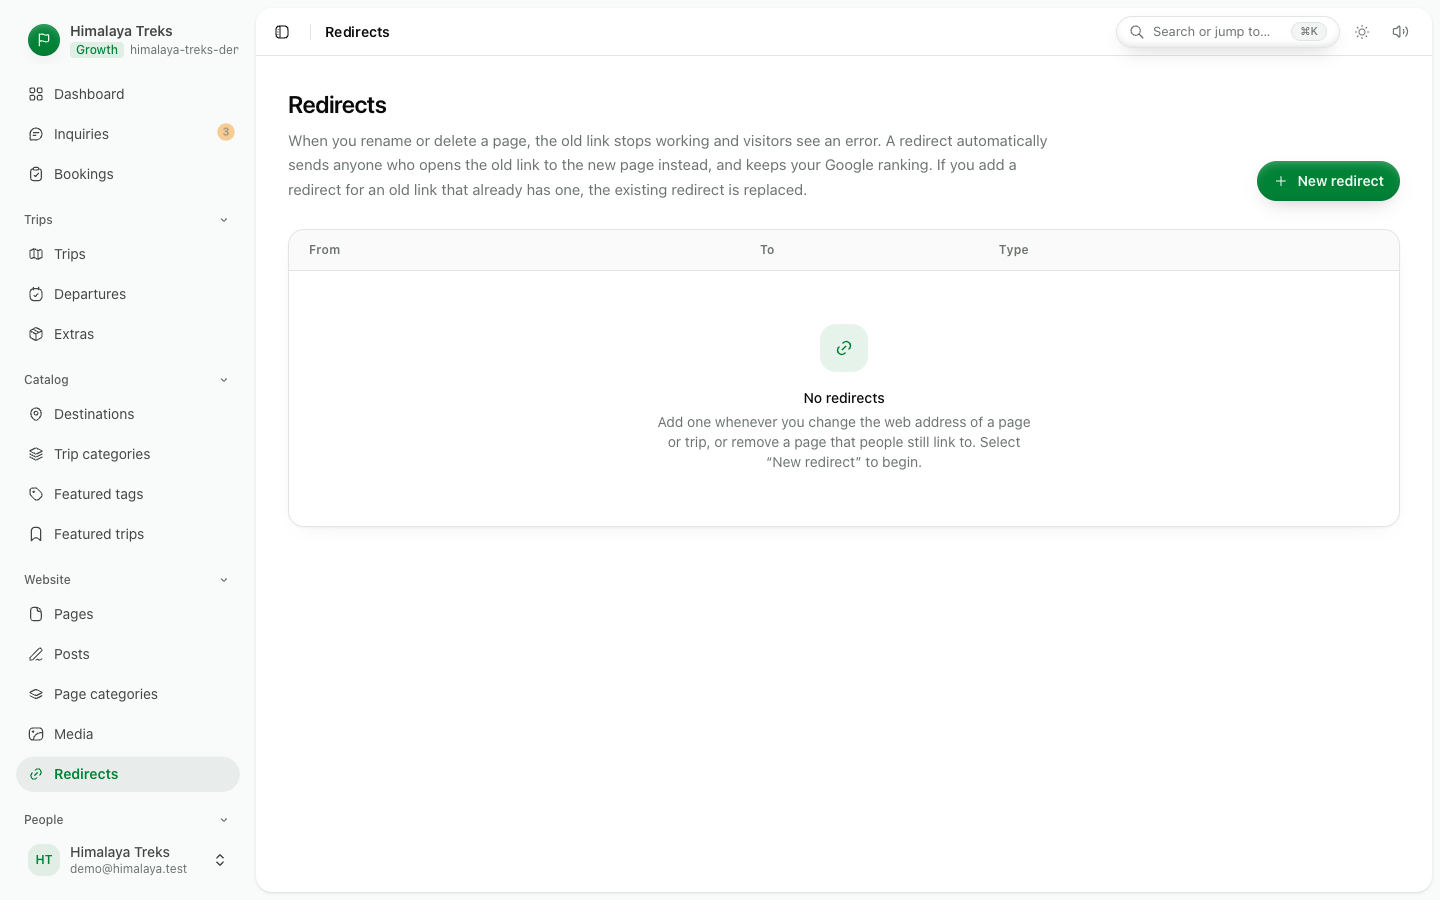 Himalaya Treks
Growth himalaya-treks-der
Dashboard
Inquiries 3
Bookings
Trips
Trips
Departures
Extras
Catalog
Destinations
Trip categories
Featured tags
Featured trips
Website
Pages
Posts
Page categories
Media
Redirects
People
HT Himalaya Treks
demo@himalaya.test
Redirects
Search or jump to... ⌘K
Redirects
When you rename or delete a page, the old link stops working and visitors see an error. A redirect automatically
sends anyone who opens the old link to the new page instead, and keeps your Google ranking. If you add a
redirect for an old link that already has one, the existing redirect is replaced.
New redirect
From To Type
No redirects
Add one whenever you change the web address of a page
or trip, or remove a page that people still link to. Select
“New redirect” to begin.